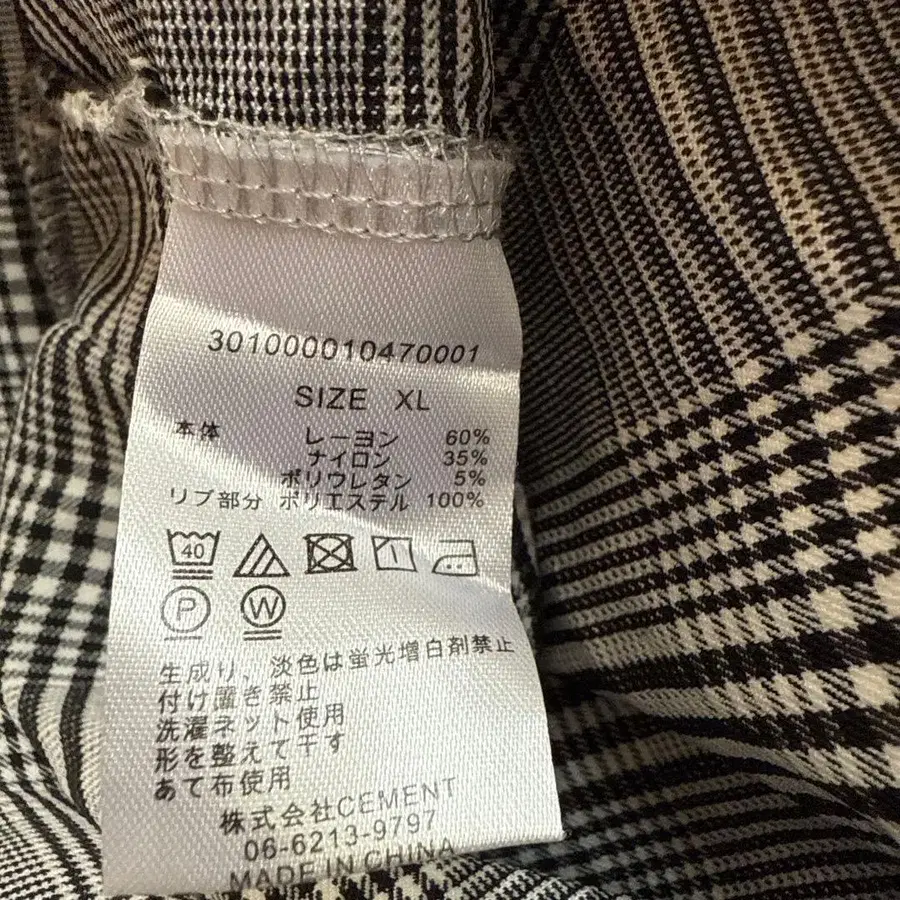 301000010470001
SIZE XL
本体 レーヨン 60%
ナイロン 35%
ポリウレタン 5%
リブ部分 ポリエステル 100%
40
P W
生成り、淡色は蛍光増白剤禁止
付け置き禁止
洗濯ネット使用
形を整えて干す
あて布使用
株式会社CEMENT
06-6213-9797
MADE IN CHINA